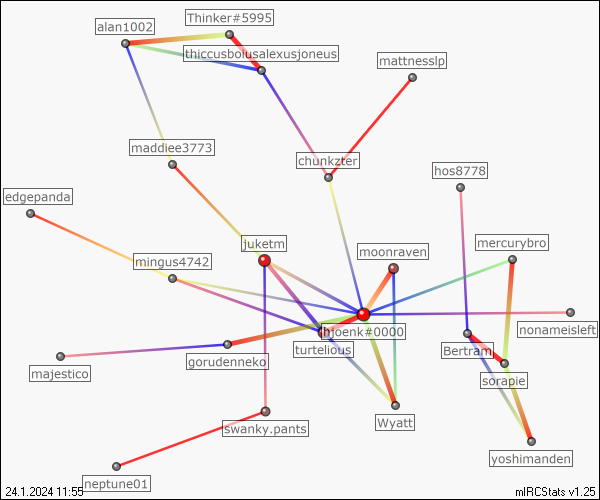 Thinker#5995
alan1002
thiccusbolusalexusjoneus
mattnesslp
maddiee3773
chunkzter
hos8778
edgepanda
juketm
mercurybro
moonraven
mingus4742
bjoenk#0000
nonameisleft
turtelious
Bertram
gorudenneko
majestico
sorapie
Wyatt
swanky.pants
yoshimanden
neptune01
24.1.2024 11:55
mIRCStats v1.25